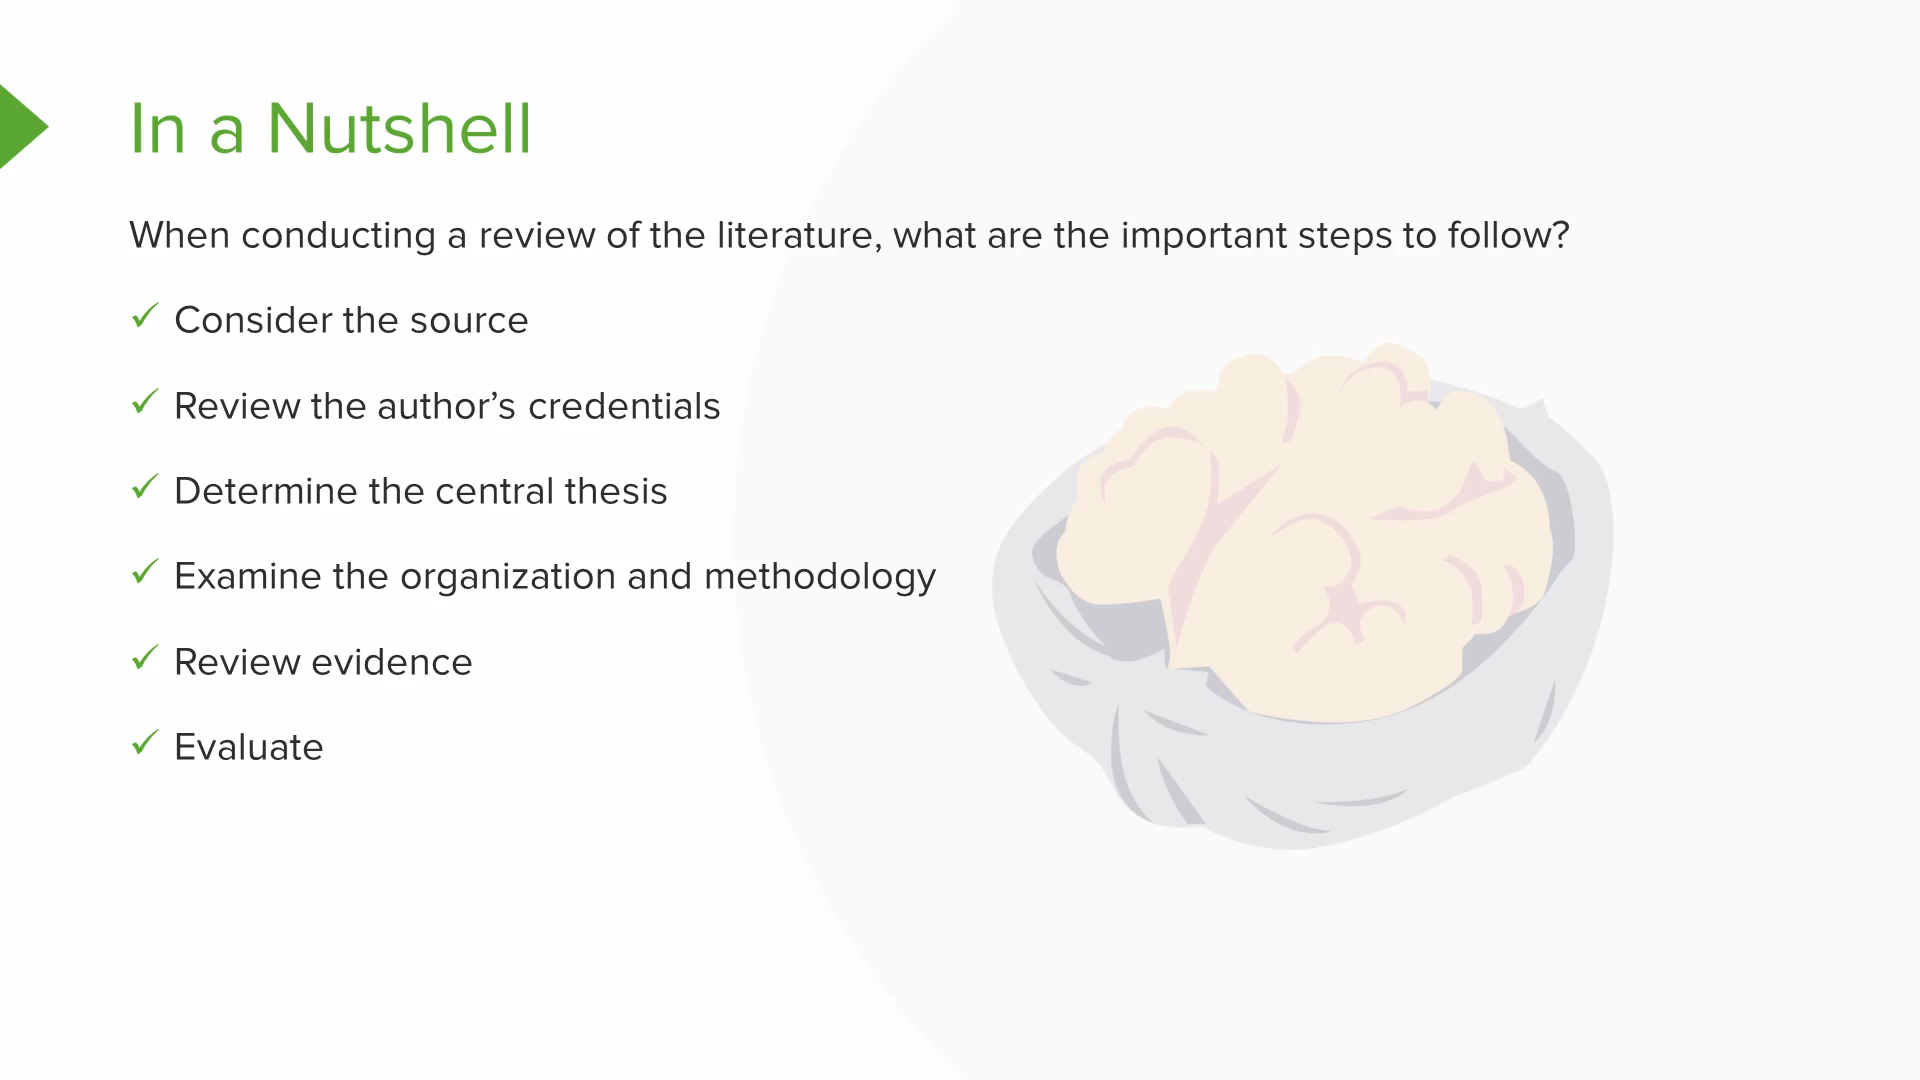 In a Nutshell
When conducting a review of the literature, what are the important steps to follow?
✓ Consider the source
✓ Review the author’s credentials
✓ Determine the central thesis
✓ Examine the organization and methodology
✓ Review evidence
✓ Evaluate